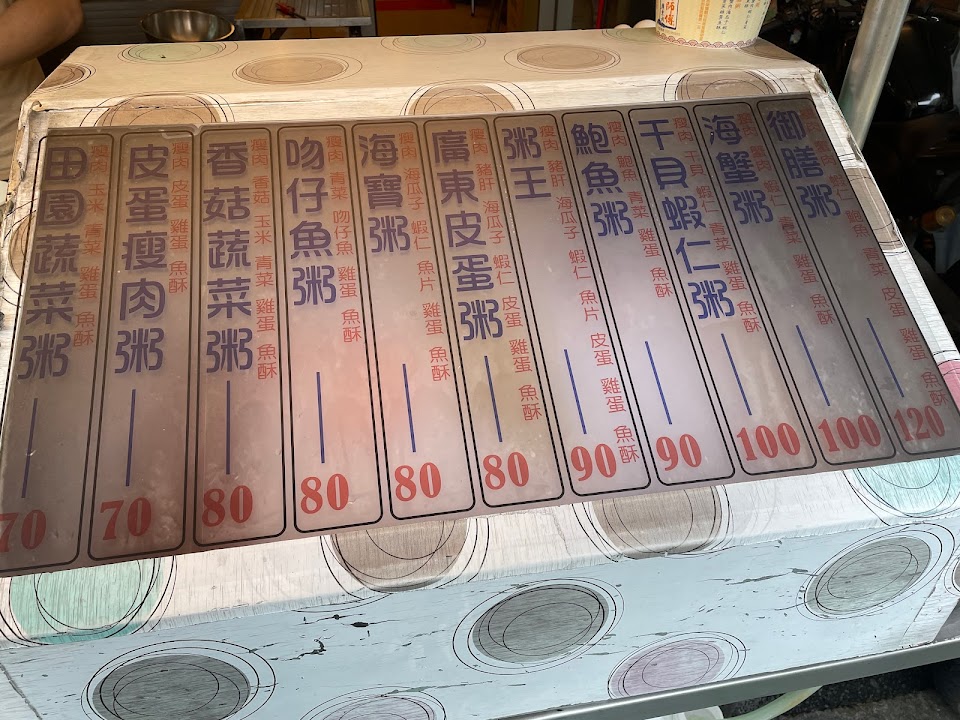 田園蔬菜粥
瘦肉 玉米 青菜 雞蛋 魚酥
70
皮蛋瘦肉粥
瘦肉 皮蛋 雞蛋 魚酥
70
香菇蔬菜粥
瘦肉 香菇 玉米 青菜 雞蛋 魚酥
80
吻仔魚粥
瘦肉 青菜 吻仔魚 雞蛋 魚酥
80
海寶粥
瘦肉 海瓜子 蝦仁 魚片 雞蛋 魚酥
80
廣東皮蛋粥
瘦肉 豬肝 海瓜子 蝦仁 皮蛋 雞蛋 魚酥
80
粥王
瘦肉 豬肝 海瓜子 蝦仁 魚片 皮蛋 雞蛋 魚酥
90
鮑魚粥
瘦肉 鮑魚 青菜 雞蛋 魚酥
90
干貝蝦仁粥
瘦肉 干貝 蝦仁 青菜 雞蛋 魚酥
100
海蟹粥
蝦仁 青菜 雞蛋 魚酥
100
御膳粥
鮑魚 青菜 皮蛋 雞蛋 魚酥
120